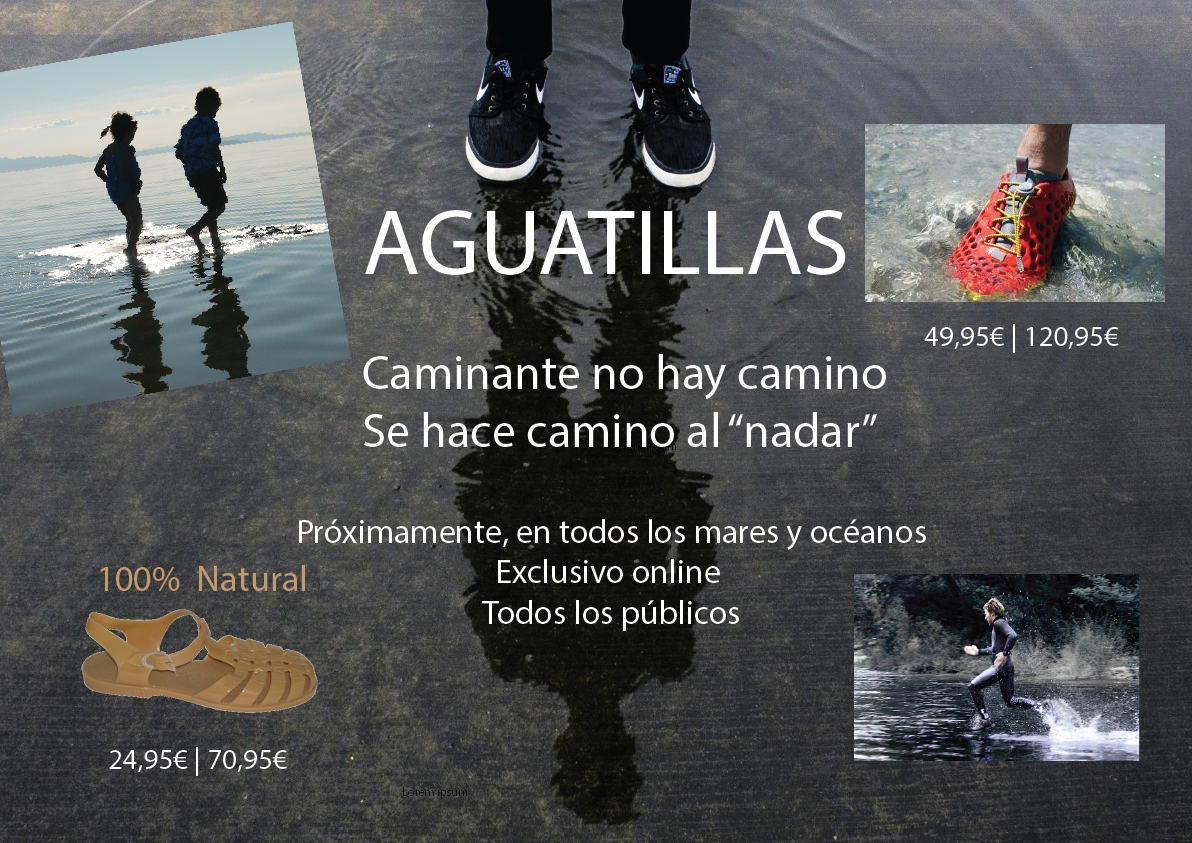 AGUATILLAS
49,95€ | 120,95€
Caminante no hay camino
Se hace camino al “nadar”
Próximamente, en todos los mares y océanos
Exclusivo online
Todos los públicos
100% Natural
24,95€ | 70,95€
Lorem ipsum